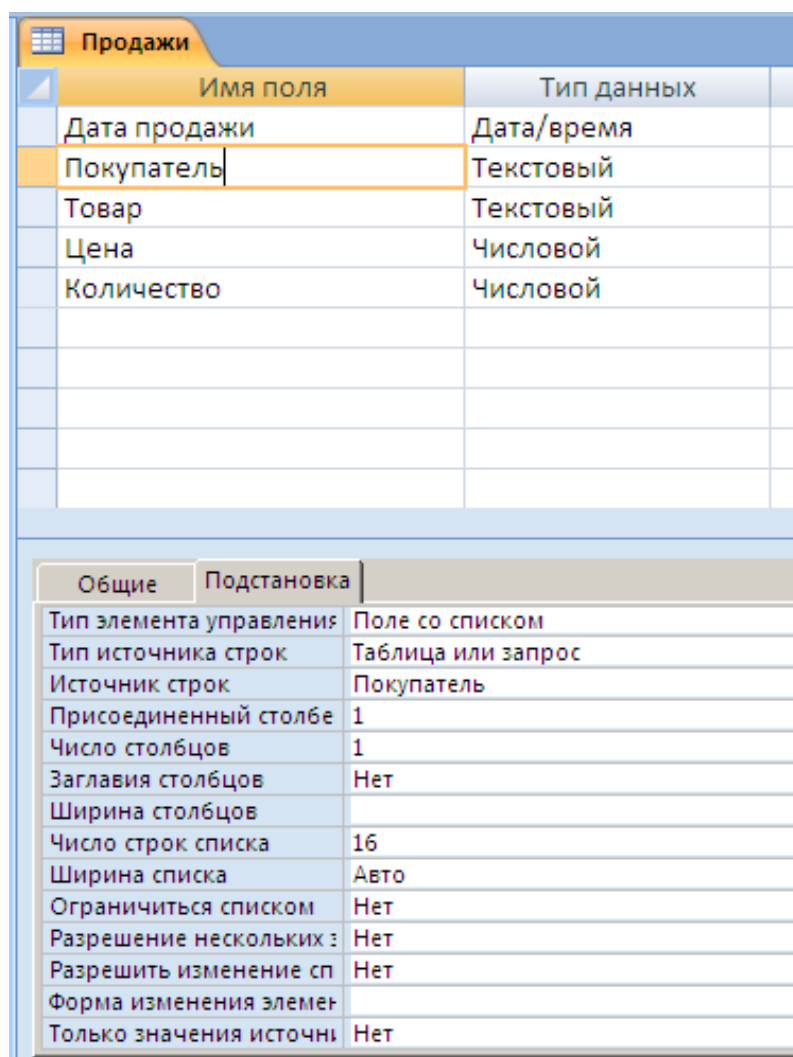 Продажи
Имя поля Тип данных
Дата продажи Дата/время
Покупатель Текстовый
Товар Текстовый
Цена Числовой
Количество Числовой
Общие Подстановка
Тип элемента управления Поле со списком
Тип источника строк Таблица или запрос
Источник строк Покупатель
Присоединенный столбе 1
Число столбцов 1
Заглавия столбцов Нет
Ширина столбцов
Число строк списка 16
Ширина списка Авто
Ограничиться списком Нет
Разрешение нескольких з Нет
Разрешить изменение сп Нет
Форма изменения элемен
Только значения источни Нет